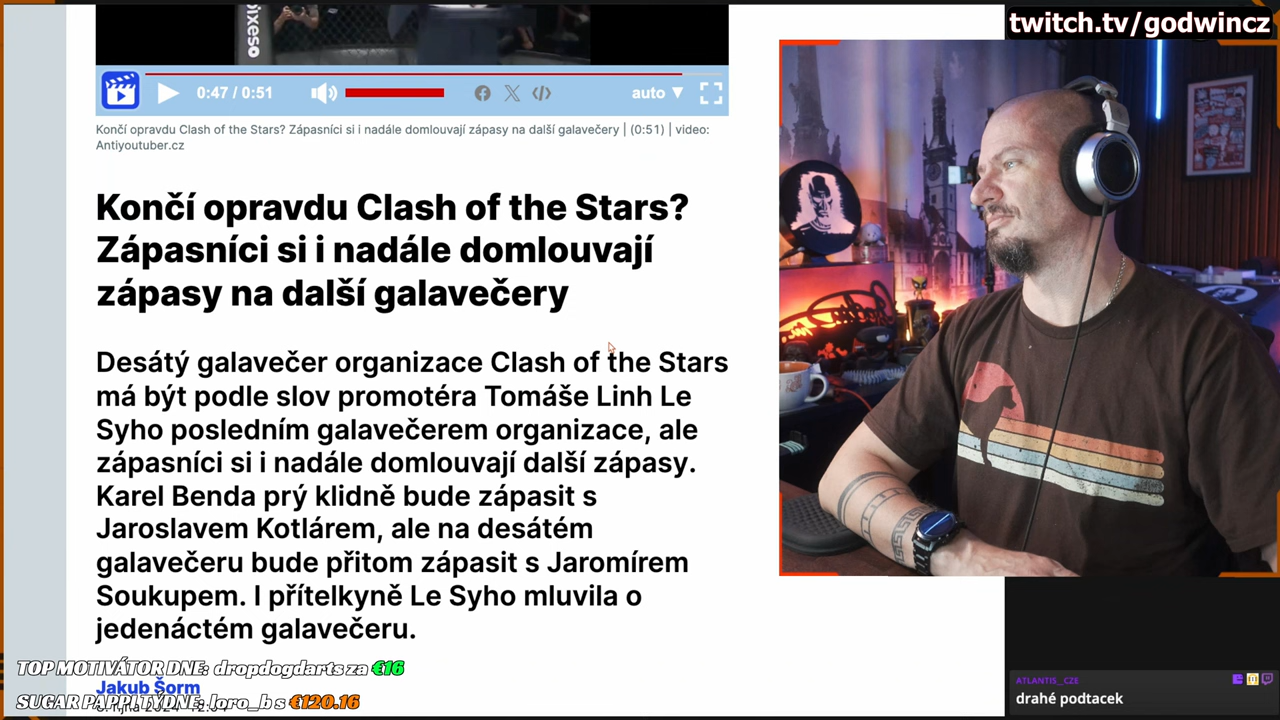 twitch.tv/godwincz
pixeso
0:47 / 0:51
auto ▼
Končí opravdu Clash of the Stars? Zápasníci si i nadále domlouvají zápasy na další galavečery | (0:51) | video:
Antiyoutuber.cz
Končí opravdu Clash of the Stars?
Zápasníci si i nadále domlouvají
zápasy na další galavečery
Desátý galavečer organizace Clash of the Stars
má být podle slov promotéra Tomáše Linh Le
Syho posledním galavečerem organizace, ale
zápasníci si i nadále domlouvají další zápasy.
Karel Benda prý klidně bude zápasit s
Jaroslavem Kotlárem, ale na desátém
galavečeru bude přitom zápasit s Jaromírem
Soukupem. I přítelkyně Le Syho mluvila o
jedenáctém galavečeru.
TOP MOTIVÁTOR DNE: dropdogdarts za €16
Jakub Šorm
SUGAR PAPPI TÝDNE: loro_b s €120.16
ATLANTIS__CZE
drahé podtacek